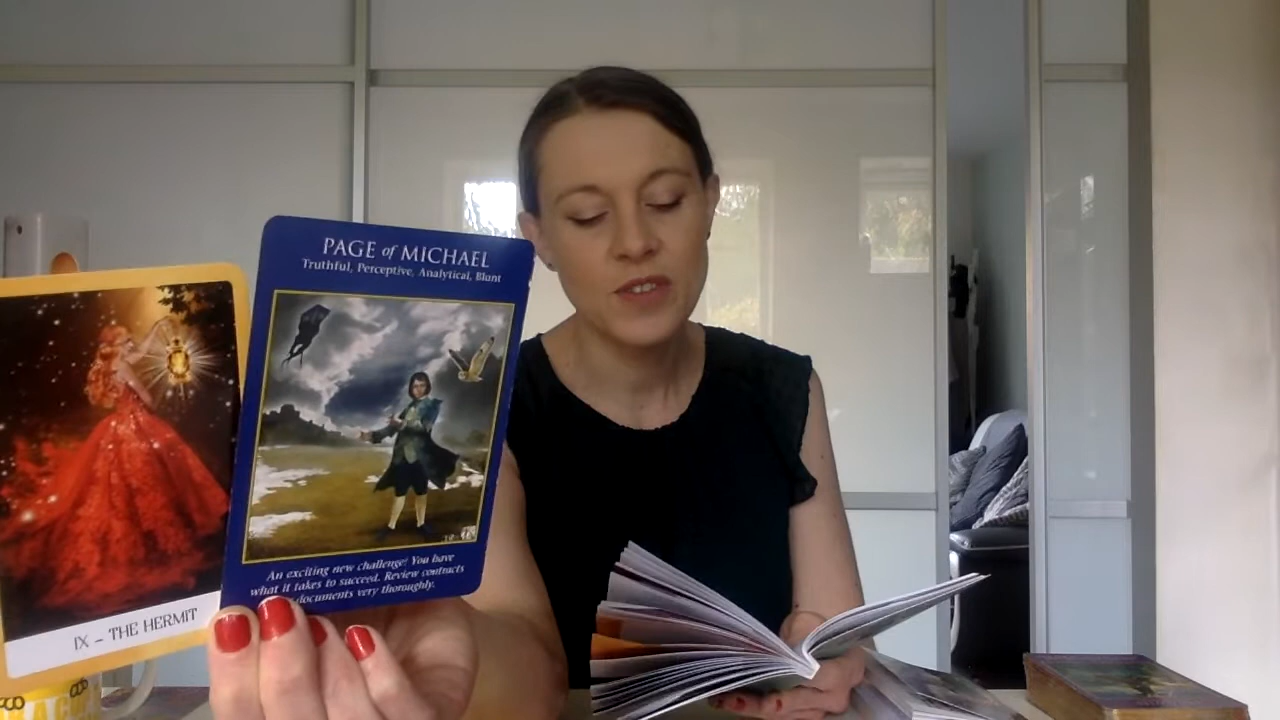 PAGE of MICHAEL
Truthful, Perceptive, Analytical, Blunt
An exciting new challenge! You have
what it takes to succeed. Review contracts
documents very thoroughly.
IX - THE HERMIT